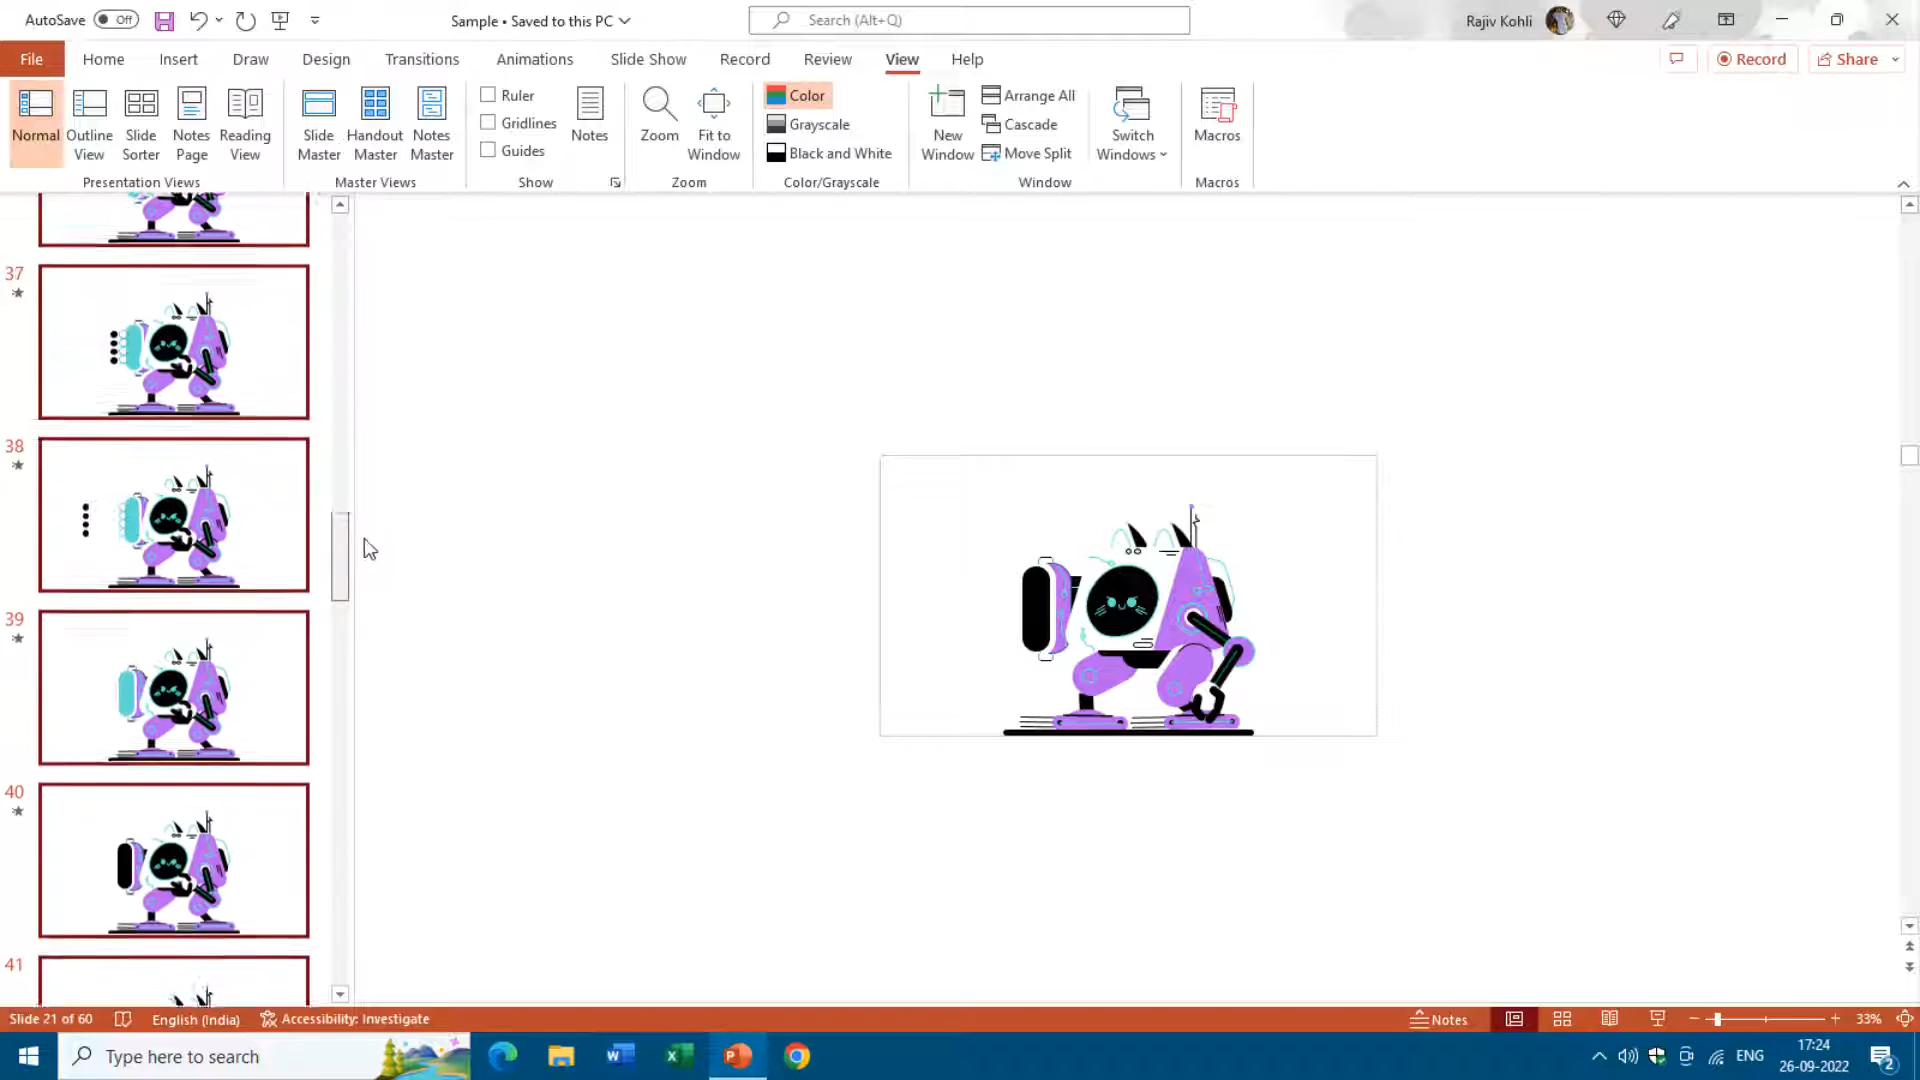 AutoSave Off Sample • Saved to this PC Search (Alt+Q) Rajiv Kohli
File Home Insert Draw Design Transitions Animations Slide Show Record Review View Help Record Share
Normal Outline View Slide Sorter Notes Page Reading View
Presentation Views
Slide Master Handout Master Notes Master
Master Views
Ruler
Gridlines
Guides
Notes
Show
Zoom Fit to Window
Zoom
Color
Grayscale
Black and White
Color/Grayscale
New Window
Arrange All
Cascade
Move Split
Switch Windows
Window
Macros
Macros
37
38
39
40
41
Slide 21 of 60 English (India) Accessibility: Investigate Notes 33%
Type here to search ENG 17:24
26-09-2022 2